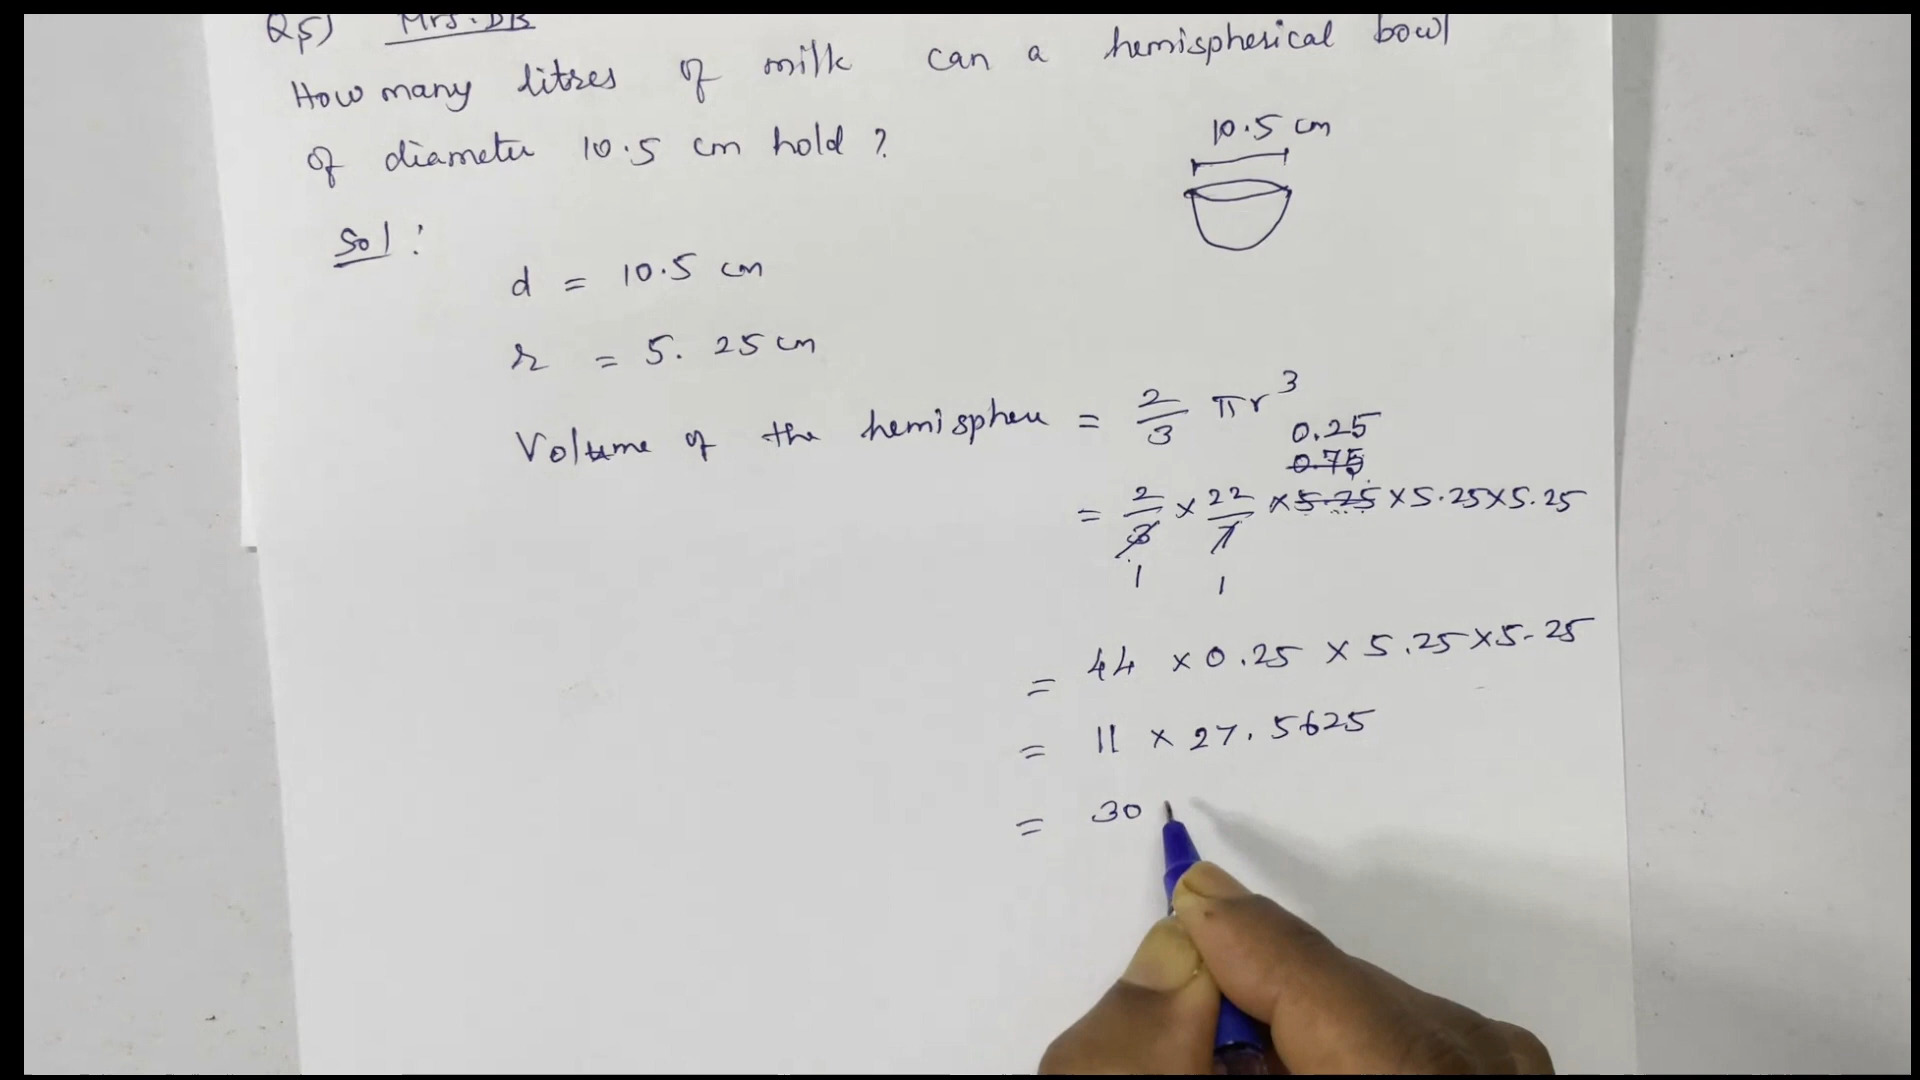 Q5) Mrs. DB
How many litres of milk can a hemispherical bowl
of diameter 10.5 cm hold ?
10.5 cm
Sol :
d = 10.5 cm
r = 5.25 cm
Volume of the hemisphere = 2/3 πr³
0.25
0.75
= 2/3 × 22/7 × 5.25 × 5.25 × 5.25
1 1
= 44 × 0.25 × 5.25 × 5.25
= 11 × 27.5625
= 30